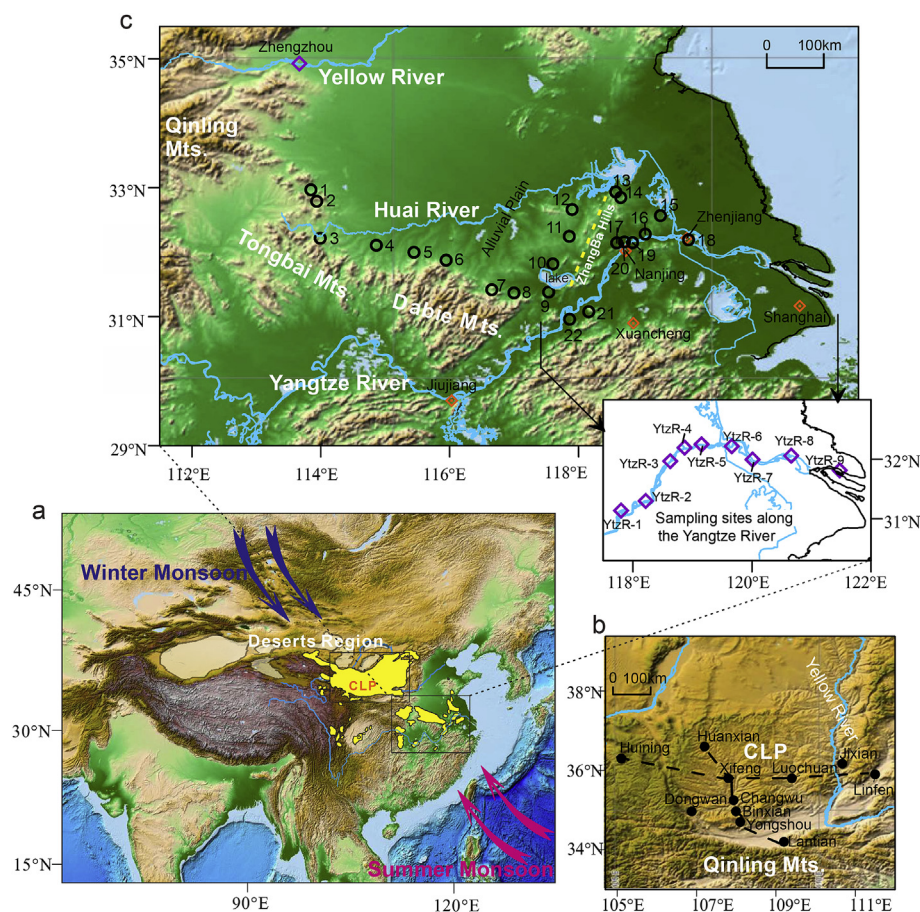 c
Zhengzhou
Yellow River
0 100km
35°N
Qinling
Mts.
33°N
1
2
3
4
5
6
7
8
9
10
11
12
13
14
15
16
17
18
19
20
21
22
Huai River
Alluvial Plain
ZhangBa Hills
lake
Zhenjiang
Nanjing
Tongbai Mts.
Dabie Mts.
31°N
Shanghai
Xuancheng
Yangtze River
Jiujiang
29°N
112°E
114°E
116°E
118°E
YtzR-4
YtzR-6
YtzR-8
YtzR-3
YtzR-5
YtzR-9
YtzR-7
YtzR-2
YtzR-1
Sampling sites along
the Yangtze River
32°N
31°N
118°E
120°E
122°E
a
Winter Monsoon
45°N
Deserts Region
CLP
30°N
15°N
Summer Monsoon
90°E
120°E
b
0 100km
Yellow River
38°N
Huanxian
CLP
Huining
Jixian
Xifeng
Luochuan
36°N
Linfen
Dongwan
Changwu
Binxian
Yongshou
Lantian
34°N
Qinling Mts
105°E
107°E
109°E
111°E